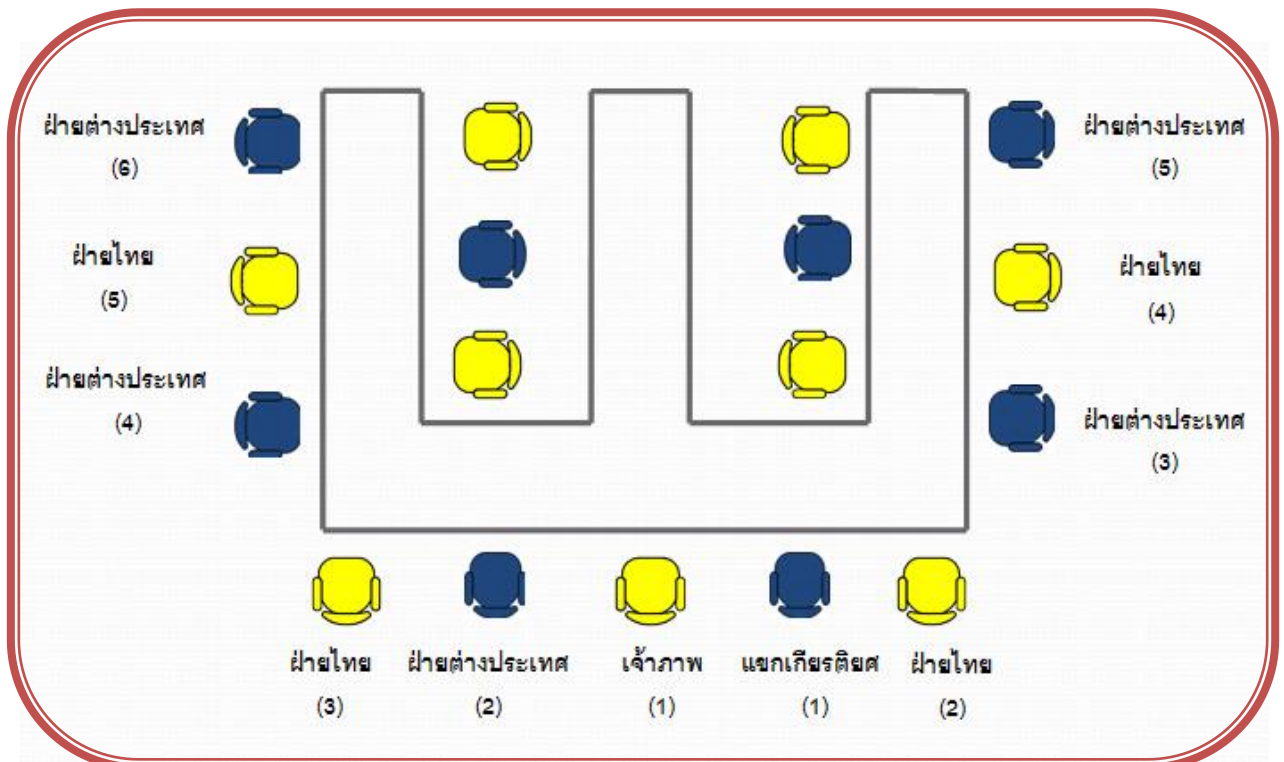 ฝ่ายต่างประเทศ
(6)
ฝ่ายต่างประเทศ
(5)
ฝ่ายไทย
(5)
ฝ่ายไทย
(4)
ฝ่ายต่างประเทศ
(4)
ฝ่ายต่างประเทศ
(3)
ฝ่ายไทย ฝ่ายต่างประเทศ เจ้าภาพ แขกเกียรติยศ ฝ่ายไทย
(3) (2) (1) (1) (2)